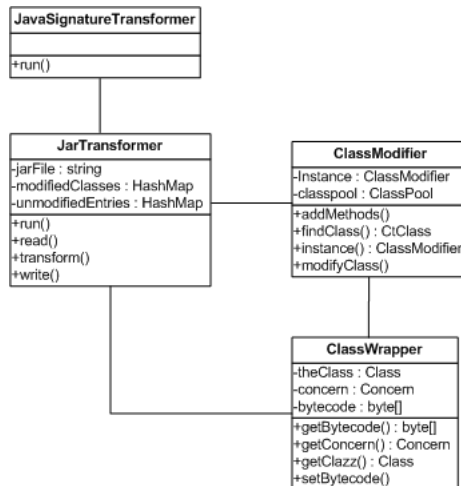 JavaSignatureTransformer
+run()
JarTransformer
-jarFile : string
-modifiedClasses : HashMap
-unmodifiedEntries : HashMap
+run()
+read()
+transform()
+write()
ClassModifier
-Instance : ClassModifier
-classpool : ClassPool
+addMethods()
+findClass() : CtClass
+instance() : ClassModifier
+modifyClass()
ClassWrapper
-theClass : Class
-concern : Concern
-bytecode : byte[]
+getBytecode() : byte[]
+getConcern() : Concern
+getClazz() : Class
+setBytecode()